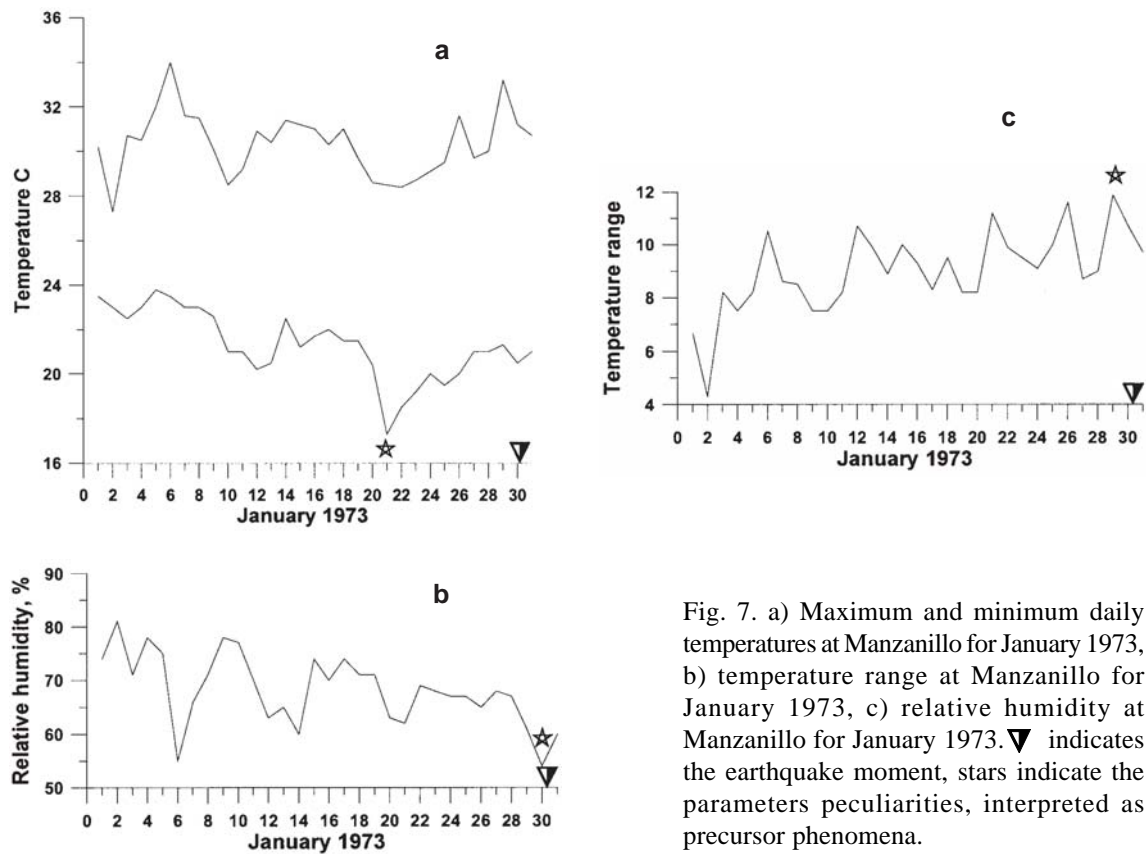 a
36
32
28
24
20
16
Temperature C
0 2 4 6 8 10 12 14 16 18 20 22 24 26 28 30
January 1973
b
90
80
70
60
50
Relative humidity, %
0 2 4 6 8 10 12 14 16 18 20 22 24 26 28 30
January 1973
c
12
10
8
6
4
Temperature range
0 2 4 6 8 10 12 14 16 18 20 22 24 26 28 30
January 1973
Fig. 7. a) Maximum and minimum daily
temperatures at Manzanillo for January 1973,
b) temperature range at Manzanillo for
January 1973, c) relative humidity at
Manzanillo for January 1973. indicates
the earthquake moment, stars indicate the
parameters peculiarities, interpreted as
precursor phenomena.